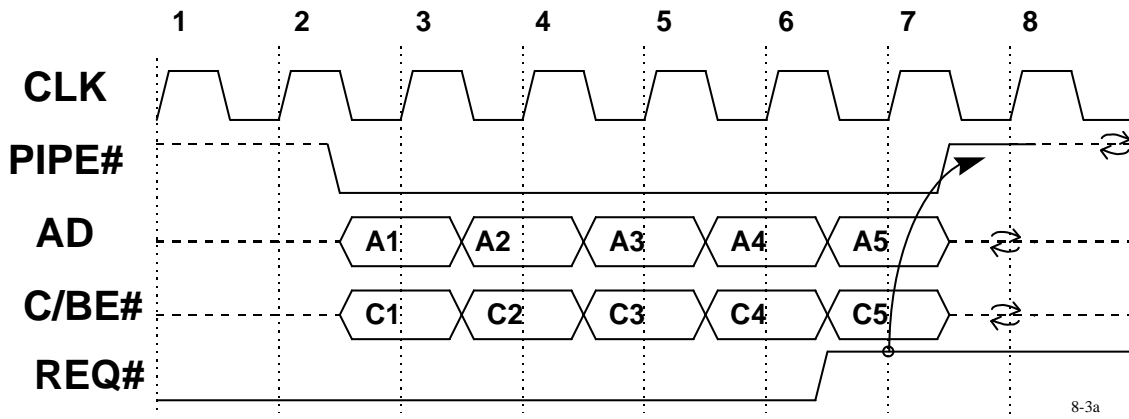 1 2 3 4 5 6 7 8
CLK
PIPE#
AD A1 A2 A3 A4 A5
C/BE# C1 C2 C3 C4 C5
REQ#
8-3a